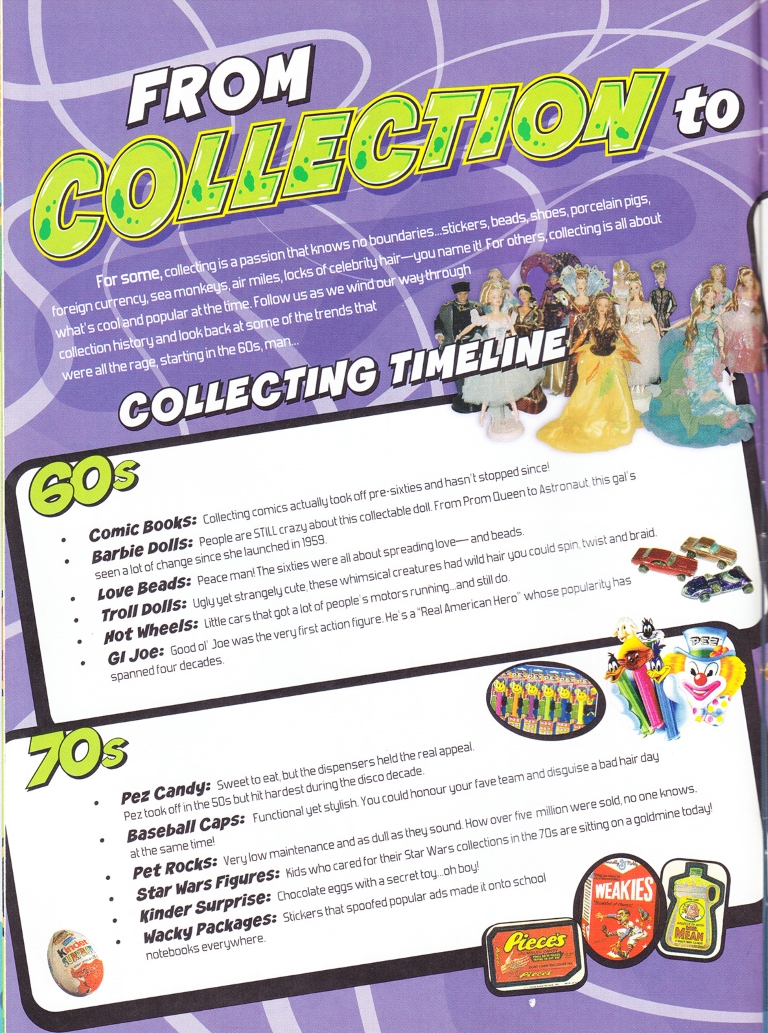 FROM
COLLECTION to
For some, collecting is a passion that knows no boundaries...stickers, beads, shoes, porcelain pigs,
foreign currency, sea monkeys, air miles, locks of celebrity hair—you name it! For others, collecting is all about
what's cool and popular at the time. Follow us as we wind our way through
collection history and look back at some of the trends that
were all the rage, starting in the 60s, man...
COLLECTING TIMELINE
60s
• Comic Books: Collecting comics actually took off pre-sixties and hasn't stopped since!
• Barbie Dolls: People are STILL crazy about this collectable doll. From Prom Queen to Astronaut, this gal's
seen a lot of change since she launched in 1959.
• Love Beads: Peace man! The sixties were all about spreading love— and beads.
• Troll Dolls: Ugly yet strangely cute, these whimsical creatures had wild hair you could spin, twist and braid.
• Hot Wheels: Little cars that got a lot of people's motors running...and still do.
• GI Joe: Good ol' Joe was the very first action figure. He's a "Real American Hero" whose popularity has
spanned four decades.
PEZ
70s
• Pez Candy: Sweet to eat, but the dispensers held the real appeal.
Pez took off in the 50s but hit hardest during the disco decade.
• Baseball Caps: Functional yet stylish. You could honour your fave team and disguise a bad hair day
at the same time!
• Pet Rocks: Very low maintenance and as dull as they sound. How over five million were sold, no one knows.
• Star Wars Figures: Kids who cared for their Star Wars collections in the 70s are sitting on a goldmine today!
• Kinder Surprise: Chocolate eggs with a secret toy...oh boy!
• Wacky Packages: Stickers that spoofed popular ads made it onto school
notebooks everywhere.
Kinder
SURPRISE
Piece's
WEAKIES
MEAN